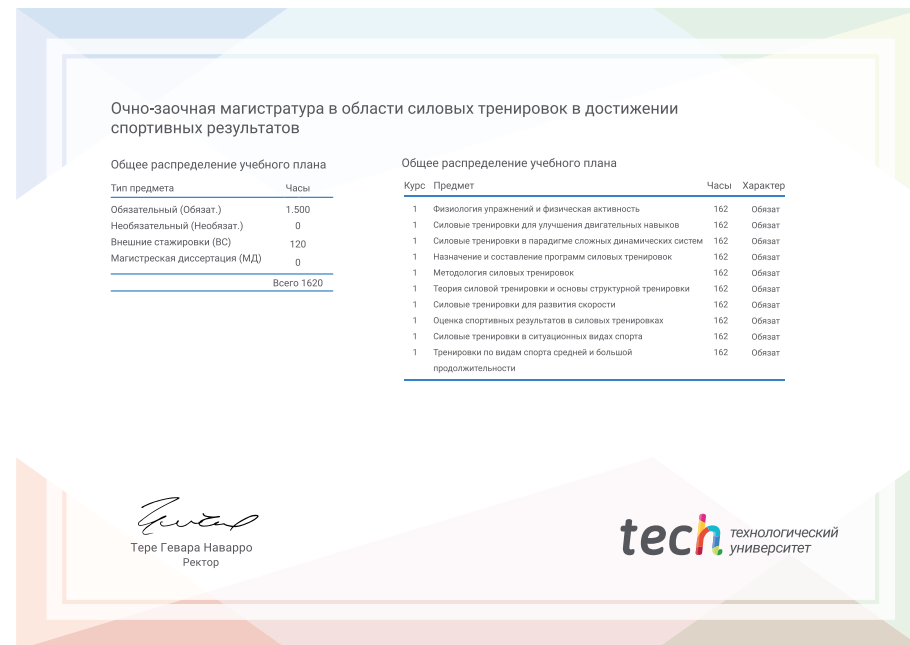 Очно-заочная магистратура в области силовых тренировок в достижении
спортивных результатов
Общее распределение учебного плана
Тип предмета Часы
Обязательный (Обязат.) 1.500
Необязательный (Необязат.) 0
Внешние стажировки (ВС) 120
Магистреская диссертация (МД) 0
Всего 1620
Общее распределение учебного плана
Курс Предмет Часы Характер
1 Физиология упражнений и физическая активность 162 Обязат
1 Силовые тренировки для улучшения двигательных навыков 162 Обязат
1 Силовые тренировки в парадигме сложных динамических систем 162 Обязат
1 Назначение и составление программ силовых тренировок 162 Обязат
1 Методология силовых тренировок 162 Обязат
1 Теория силовой тренировки и основы структурной тренировки 162 Обязат
1 Силовые тренировки для развития скорости 162 Обязат
1 Оценка спортивных результатов в силовых тренировках 162 Обязат
1 Силовые тренировки в ситуационных видах спорта 162 Обязат
1 Тренировки по видам спорта средней и большой 162 Обязат
продолжительности
Тере Гевара Наварро
Ректор
tech технологический
университет